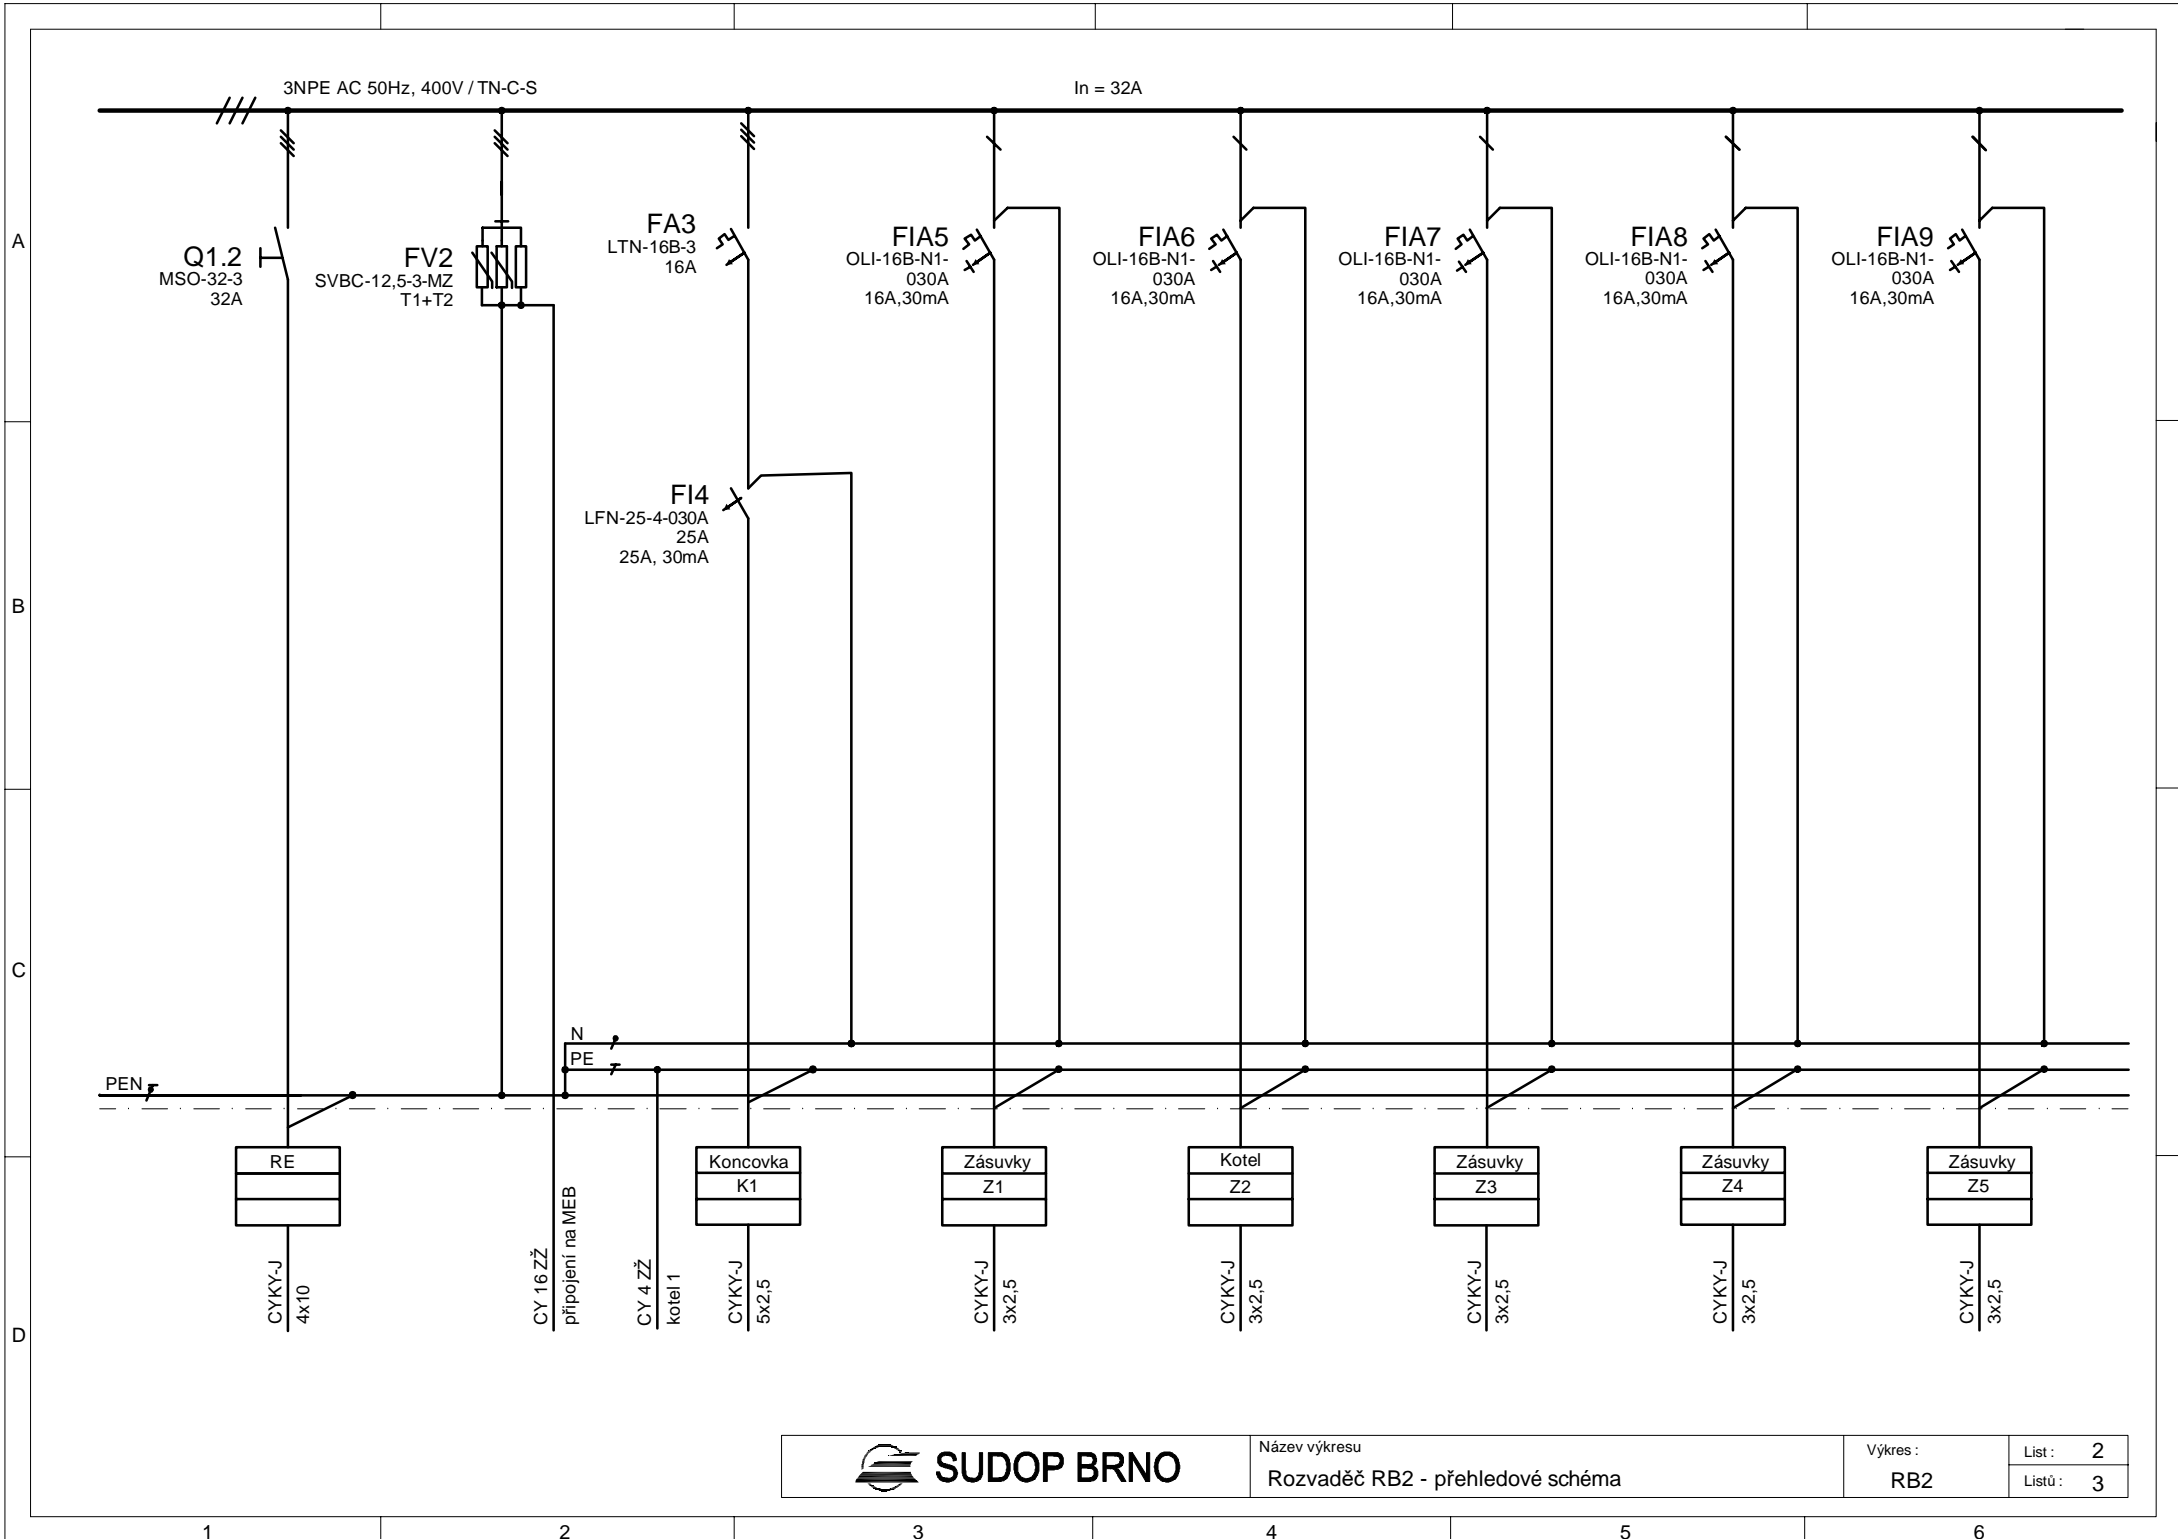 3NPE AC 50Hz, 400V / TN-C-S
In = 32A
A
Q1.2
MSO-32-3
32A
FV2
SVBC-12,5-3-MZ
T1+T2
FA3
LTN-16B-3
16A
FIA5
OLI-16B-N1-
030A
16A,30mA
FIA6
OLI-16B-N1-
030A
16A,30mA
FIA7
OLI-16B-N1-
030A
16A,30mA
FIA8
OLI-16B-N1-
030A
16A,30mA
FIA9
OLI-16B-N1-
030A
16A,30mA
FI4
LFN-25-4-030A
25A
25A, 30mA
B
C
N
PE
PEN
RE
Koncovka
K1
Zásuvky
Z1
Kotel
Z2
Zásuvky
Z3
Zásuvky
Z4
Zásuvky
Z5
CYKY-J
4x10
CY 16 ZŽ
připojení na MEB
CY 4 ZŽ
kotel 1
CYKY-J
5x2,5
CYKY-J
3x2,5
CYKY-J
3x2,5
CYKY-J
3x2,5
CYKY-J
3x2,5
CYKY-J
3x2,5
D
SUDOP BRNO
Název výkresu
Rozvaděč RB2 - přehledové schéma
Výkres :
RB2
List : 2
Listů : 3
1 2 3 4 5 6